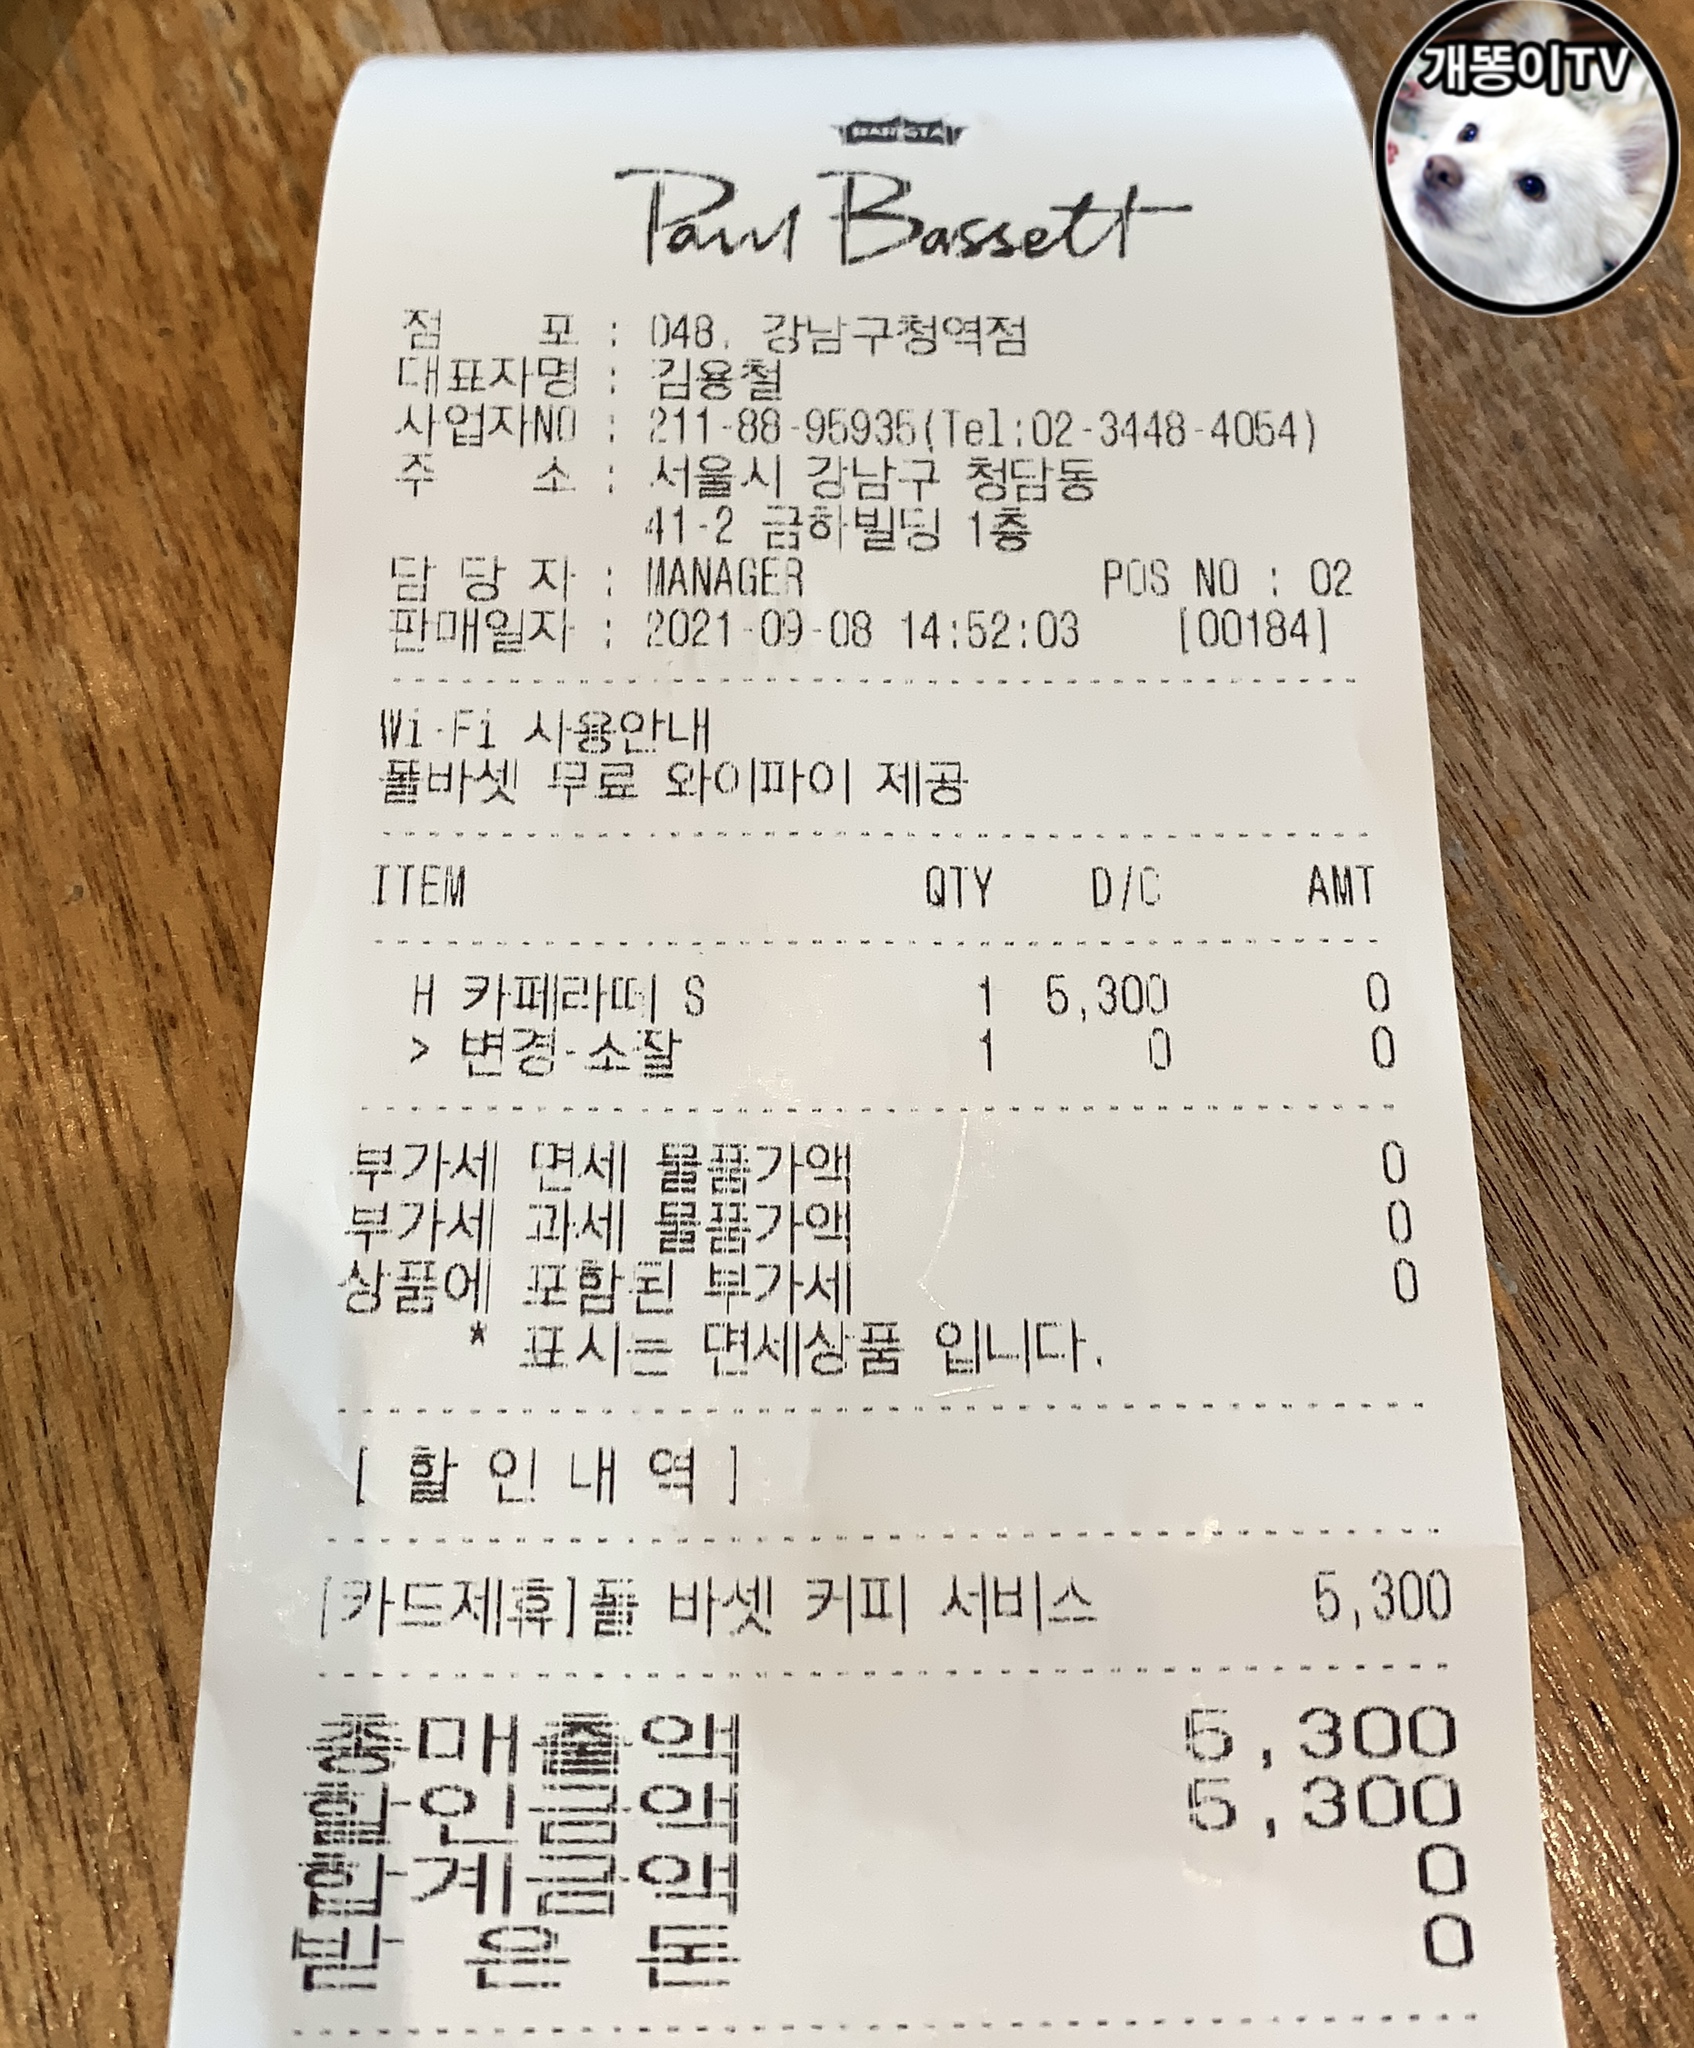 개똥이TV
BARISTA
Paul Bassett
점 포 : 048. 강남구청역점
대표자명 : 김용철
사업자NO : 211-88-95935(Tel:02-3448-4054)
주 소 : 서울시 강남구 청담동
41-2 금하빌딩 1층
담 당 자 : MANAGER POS NO : 02
판매일자 : 2021-09-08 14:52:03 [00184]
Wi-Fi 사용안내
폴바셋 무료 와이파이 제공
ITEM QTY D/C AMT
H 카페라떼 S 1 5,300 0
> 변경-소잘 1 0 0
부가세 면세 물품가액 0
부가세 과세 물품가액 0
상품에 포함된 부가세 0
* 표시는 면세상품 입니다.
[ 할 인 내 역 ]
[카드제휴]폴 바셋 커피 서비스 5,300
총매출액 5,300
할인금액 5,300
합계금액 0
받 은 돈 0